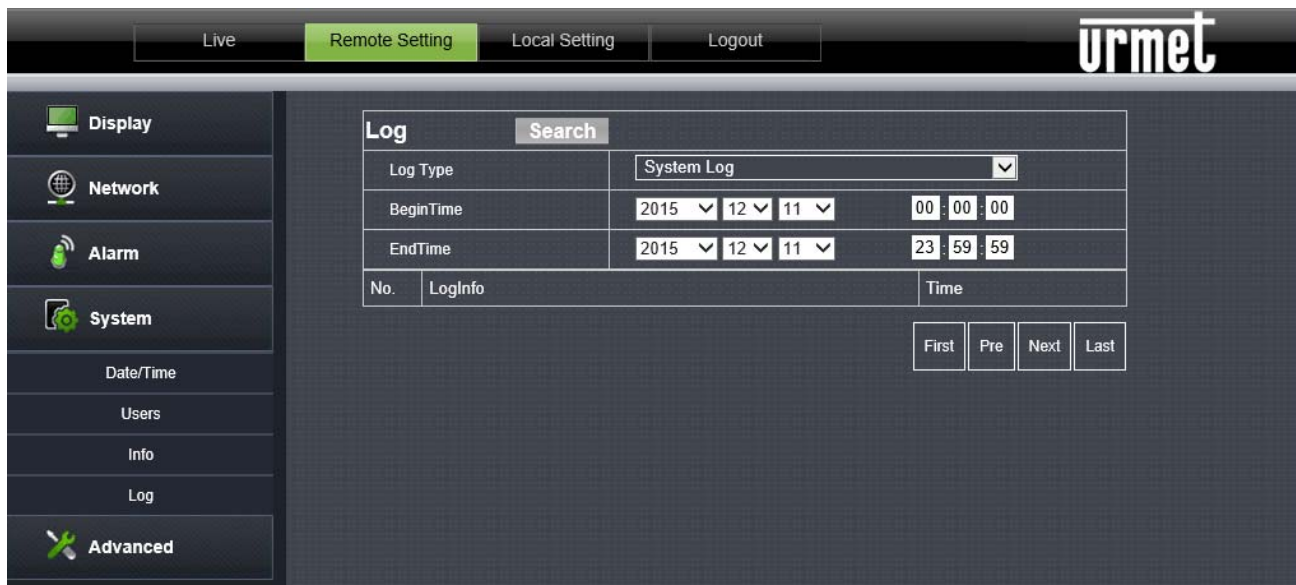 Live Remote Setting Local Setting Logout urmet
Display
Network
Alarm
System
Date/Time
Users
Info
Log
Advanced
Log Search
Log Type System Log
BeginTime 2015 12 11 00 : 00 : 00
EndTime 2015 12 11 23 : 59 : 59
No. LogInfo Time
First Pre Next Last